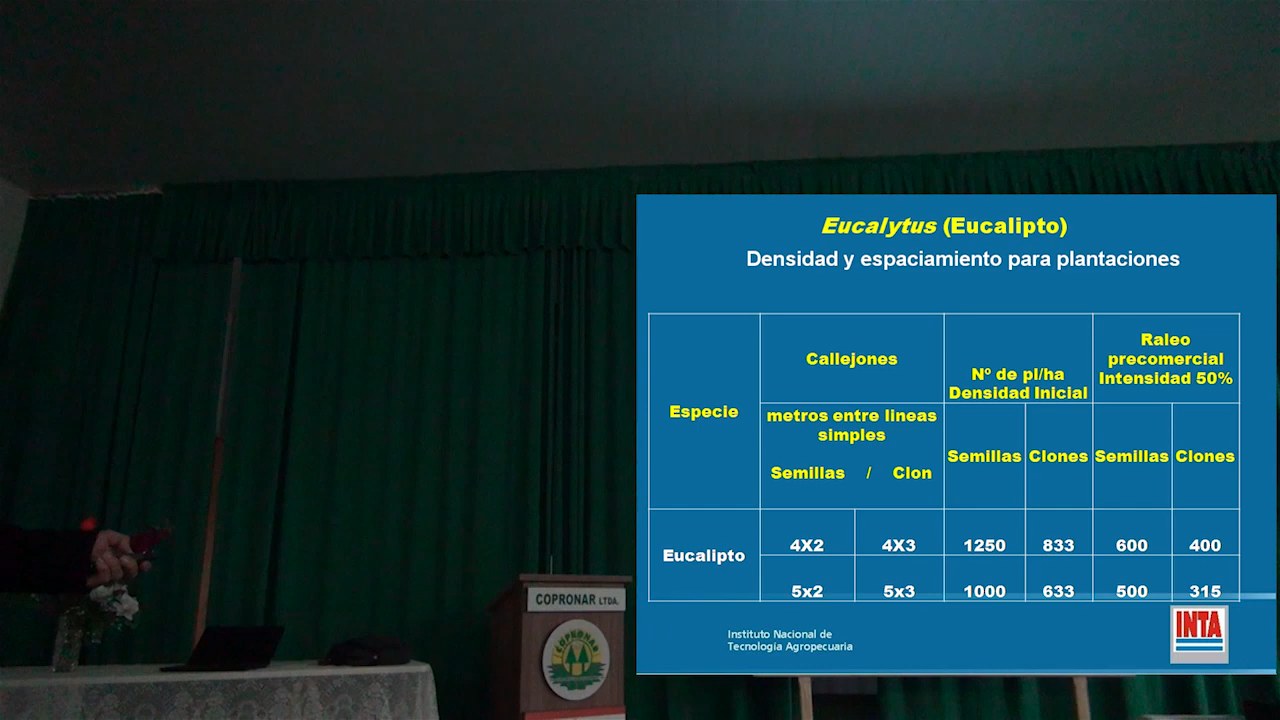 Eucalytus (Eucalipto)
Densidad y espaciamiento para plantaciones
Especie
Callejones
Nº de pl/ha
Densidad Inicial
Raleo
precomercial
Intensidad 50%
metros entre lineas
simples
Semillas / Clon
Semillas Clones Semillas Clones
Eucalipto
4X2 4X3 1250 833 600 400
5x2 5x3 1000 633 500 315
Instituto Nacional de
Tecnología Agropecuaria
INTA
COPRONAR LTDA.
COPRONAR